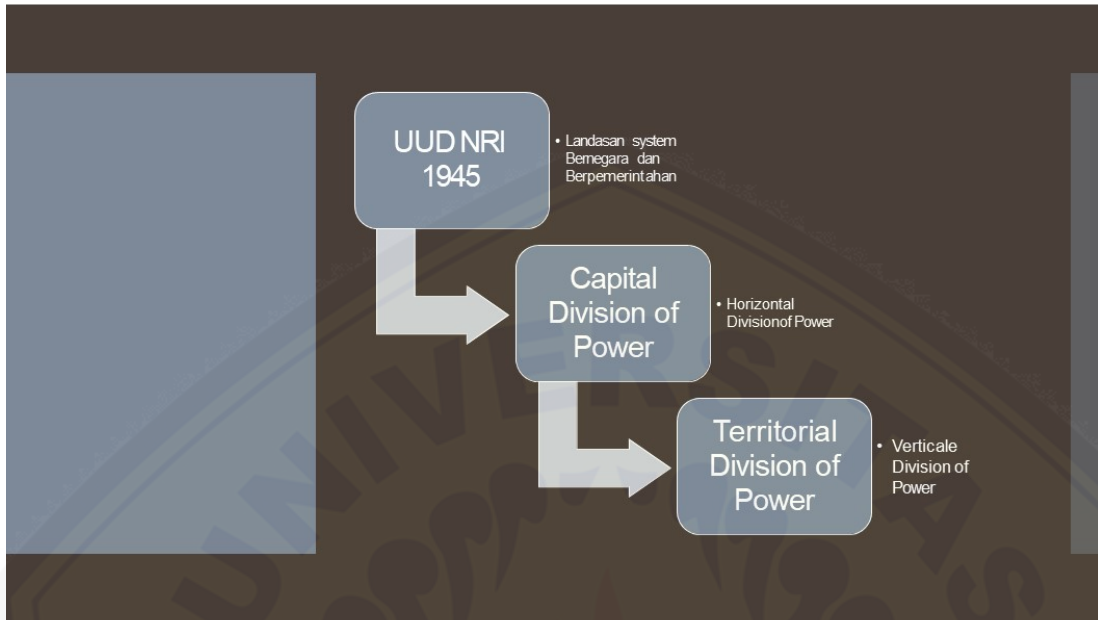 UUD NRI
1945
• Landasan system
Bernegara dan
Berpemerintahan
Capital
Division of
Power
• Horizontal
Divisionof Power
Territorial
Division of
Power
• Verticale
Division of
Power
UNIVERSITAS